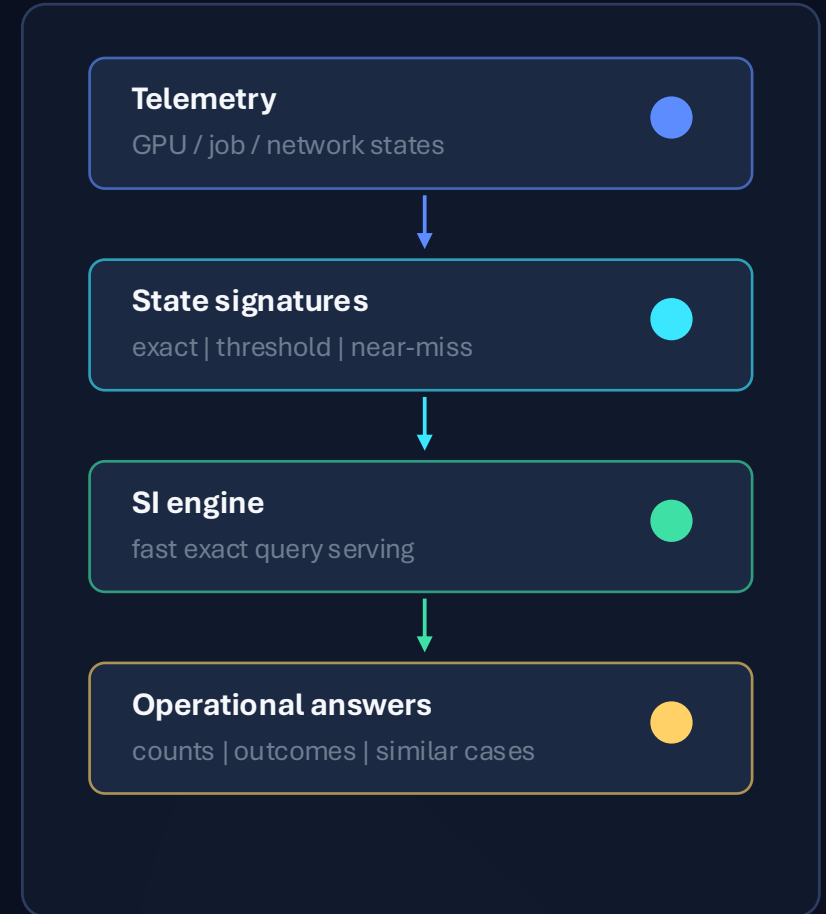 Telemetry
GPU / job / network states
State signatures
exact | threshold | near-miss
SI engine
fast exact query serving
Operational answers
counts | outcomes | similar cases